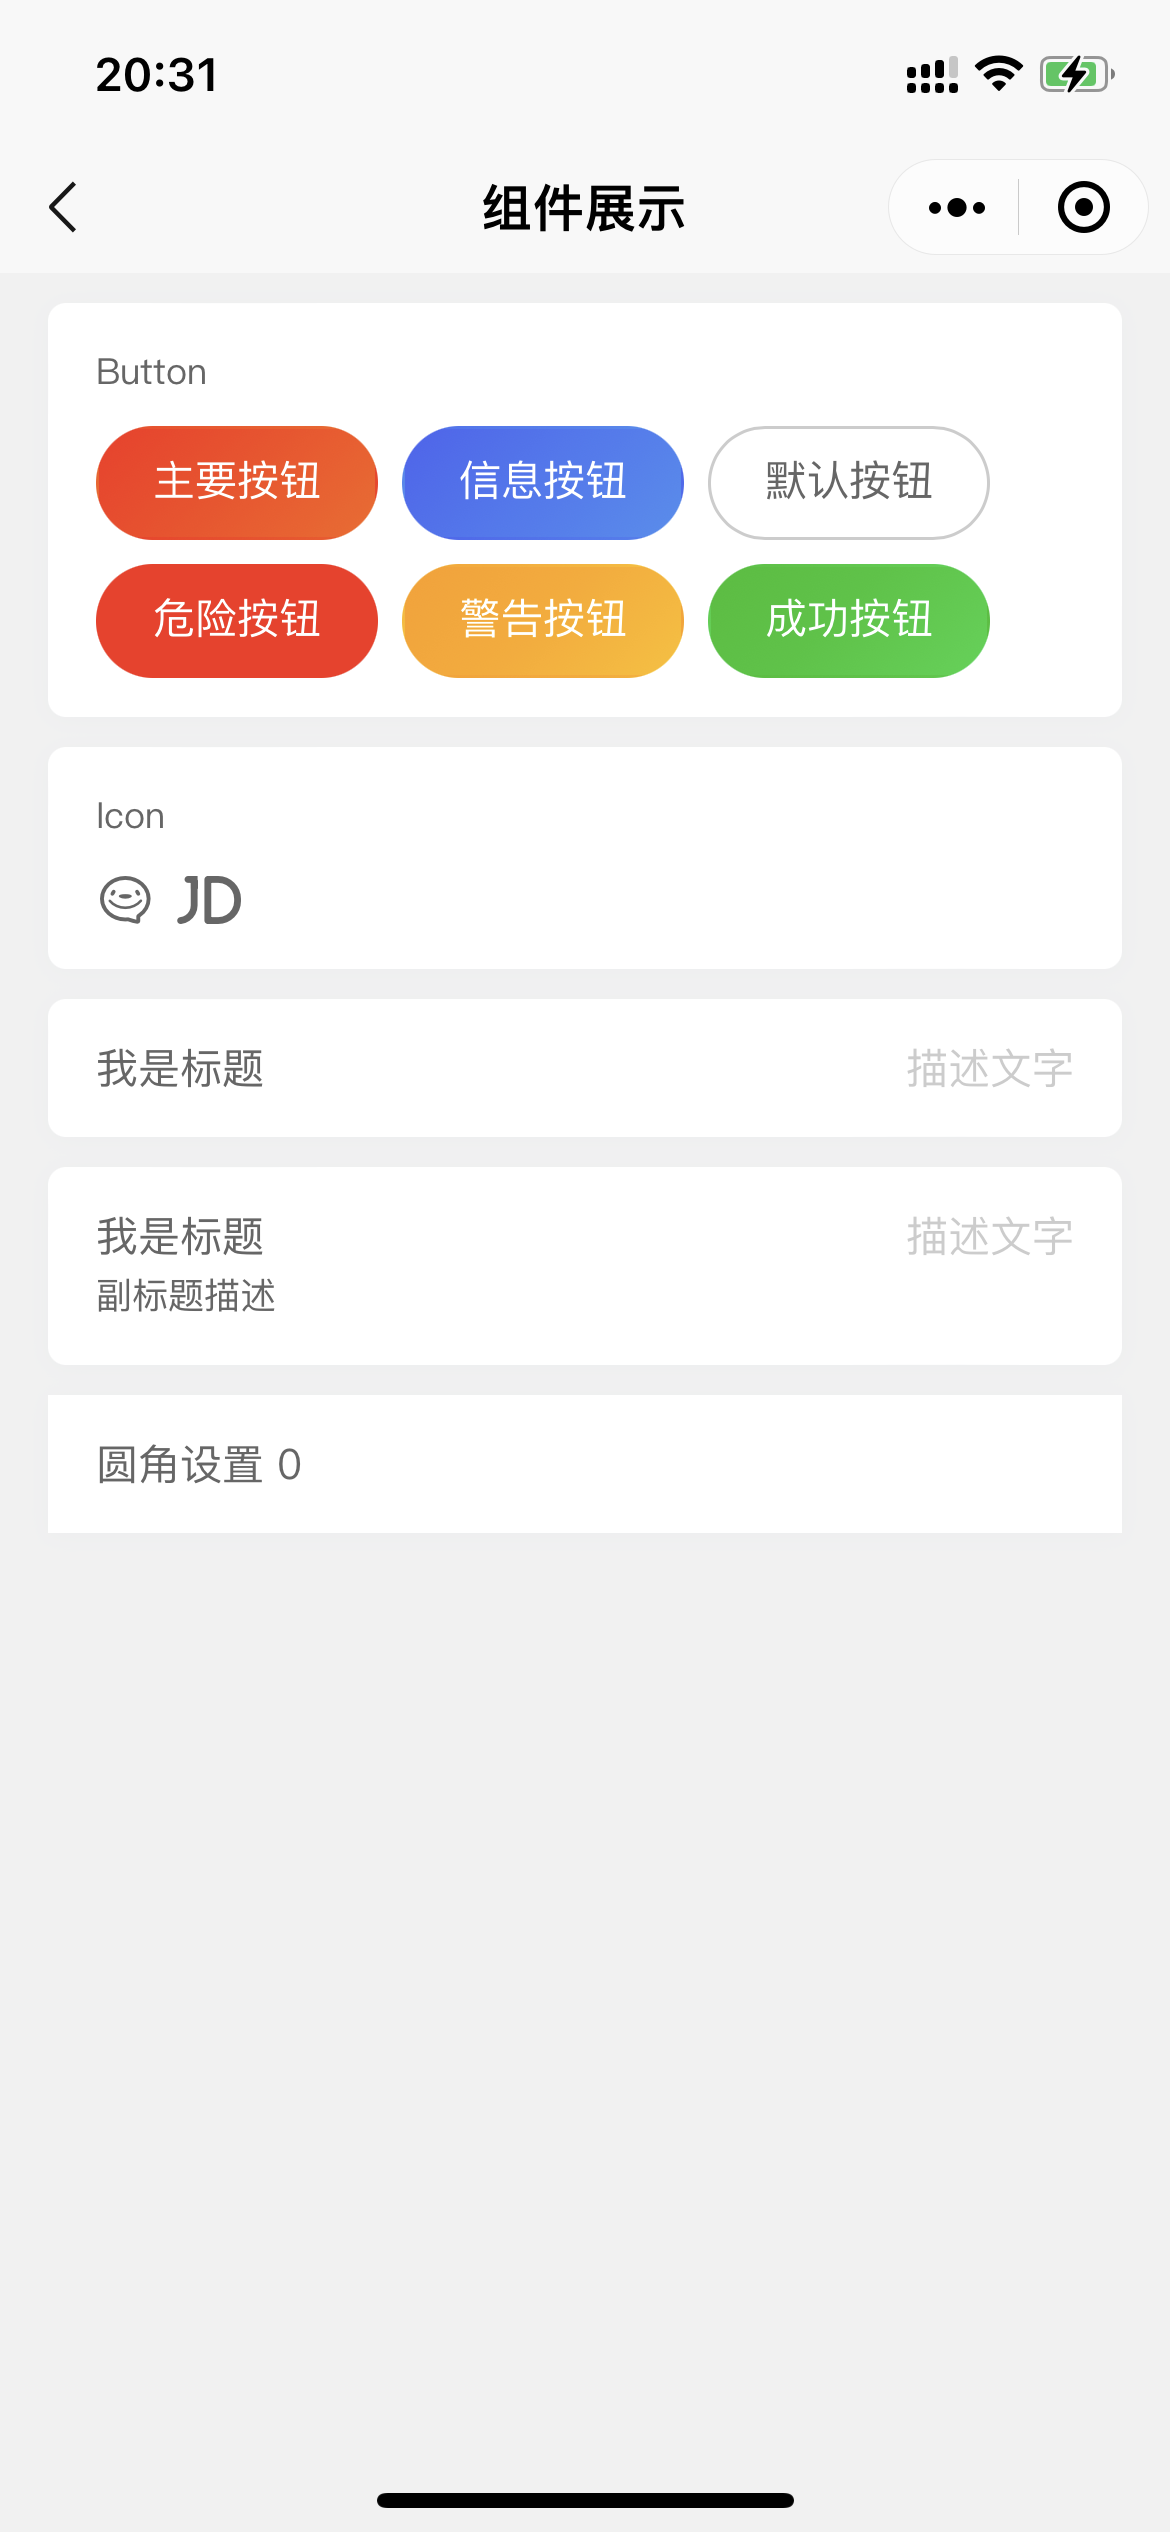 20:31
组件展示
Button
主要按钮 信息按钮 默认按钮
危险按钮 警告按钮 成功按钮
Icon
JD
我是标题 描述文字
我是标题 描述文字
副标题描述
圆角设置 0